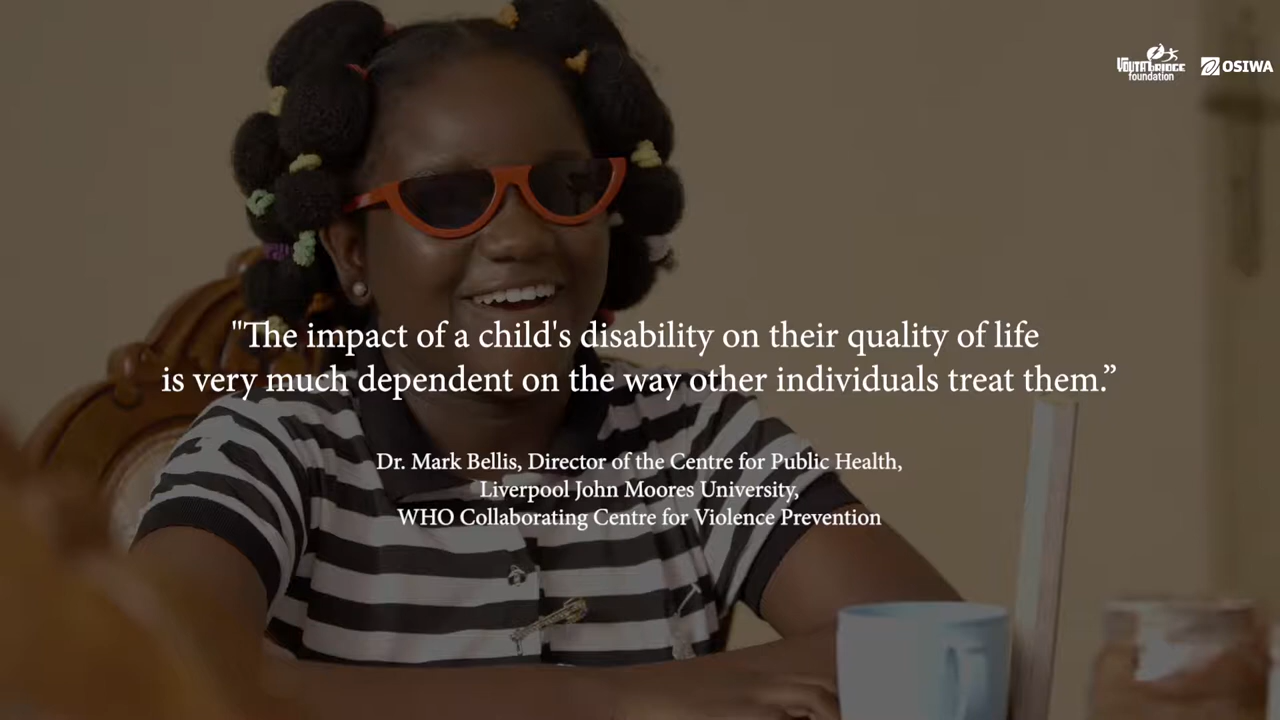 YOUTHBRIDGE
foundation
OSIWA
"The impact of a child's disability on their quality of life
is very much dependent on the way other individuals treat them.”
Dr. Mark Bellis, Director of the Centre for Public Health,
Liverpool John Moores University,
WHO Collaborating Centre for Violence Prevention